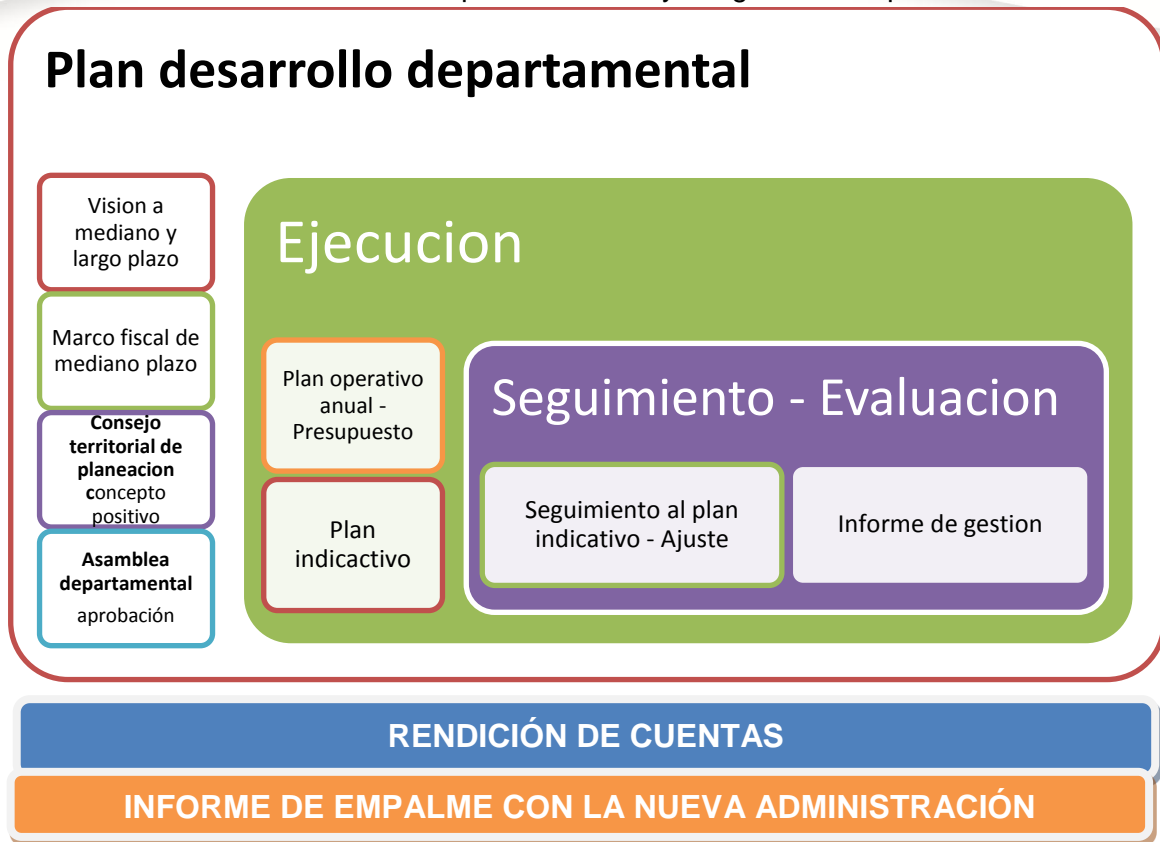 Plan desarrollo departamental
Vision a
mediano y
largo plazo
Marco fiscal de
mediano plazo
Consejo
territorial de
planeacion
concepto
positivo
Asamblea
departamental
aprobación
Ejecucion
Plan operativo
anual -
Presupuesto
Plan
indicactivo
Seguimiento - Evaluacion
Seguimiento al plan
indicativo - Ajuste
Informe de gestion
RENDICIÓN DE CUENTAS
INFORME DE EMPALME CON LA NUEVA ADMINISTRACIÓN